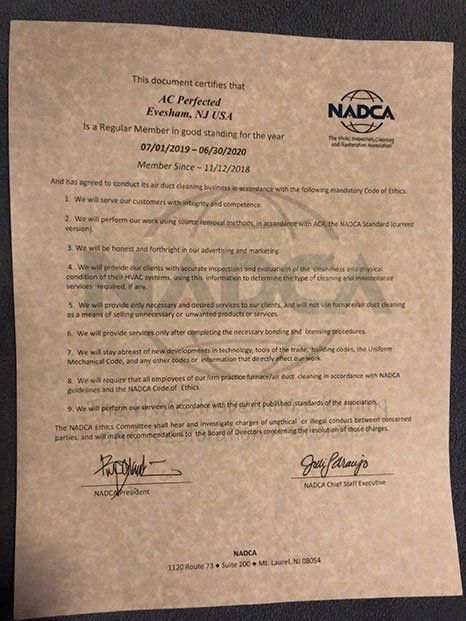 This document certifies that
AC Perfected
Evesham, NJ USA
Is a Regular Member in good standing for the year
07/01/2019 – 06/30/2020
Member Since – 11/12/2018
NADCA
The HVAC Inspection, Cleaning
and Restoration Association
And has agreed to conduct its air duct cleaning business in accordance with the following mandatory Code of Ethics:
1. We will serve our customers with integrity and competence.
2. We will perform our work using source removal methods, in accordance with ACR, the NADCA Standard (current
version).
3. We will be honest and forthright in our advertising and marketing.
4. We will provide our clients with accurate inspections and evaluations of the cleanliness and physical
condition of their HVAC systems, using this information to determine the type of cleaning and maintenance
services required, if any.
5. We will provide only necessary and desired services to our clients, and will not use furnace/air duct cleaning
as a means of selling unnecessary or unwanted products or services.
6. We will provide services only after completing the necessary bonding and licensing procedures.
7. We will stay abreast of new developments in technology, tools of the trade, building codes, the Uniform
Mechanical Code, and any other codes or information that directly affect our work.
8. We will require that all employees of our firm practice furnace/air duct cleaning in accordance with NADCA
guidelines and the NADCA Code of Ethics.
9. We will perform our services in accordance with the current published standards of the association.
The NADCA Ethics Committee shall hear and investigate charges of unethical or illegal conduct between concerned
parties, and will make recommendations to the Board of Directors concerning the resolution of those charges.
NADCA President
NADCA Chief Staff Executive
NADCA
1120 Route 73 • Suite 200 • Mt. Laurel, NJ 08054